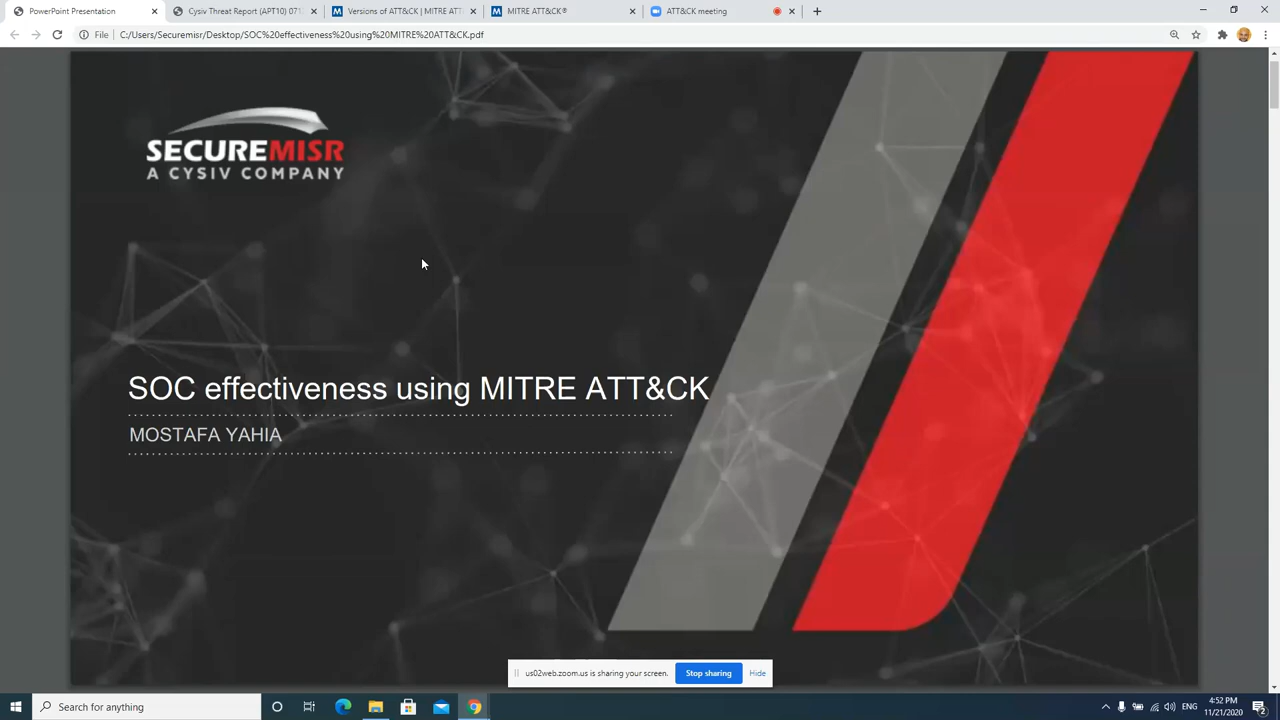 PowerPoint Presentation
Cysiv Threat Report (APT10) 071
Versions of ATT&CK | MITRE ATT
MITRE ATT&CK®
ATT&CK meeting
File
C:/Users/Securemisr/Desktop/SOC%20effectiveness%20using%20MITRE%20ATT&CK.pdf
SECUREMISR
A CYSIV COMPANY
SOC effectiveness using MITRE ATT&CK
MOSTAFA YAHIA
us02web.zoom.us is sharing your screen.
Stop sharing
Hide
Search for anything
ENG
4:52 PM
11/21/2020
2